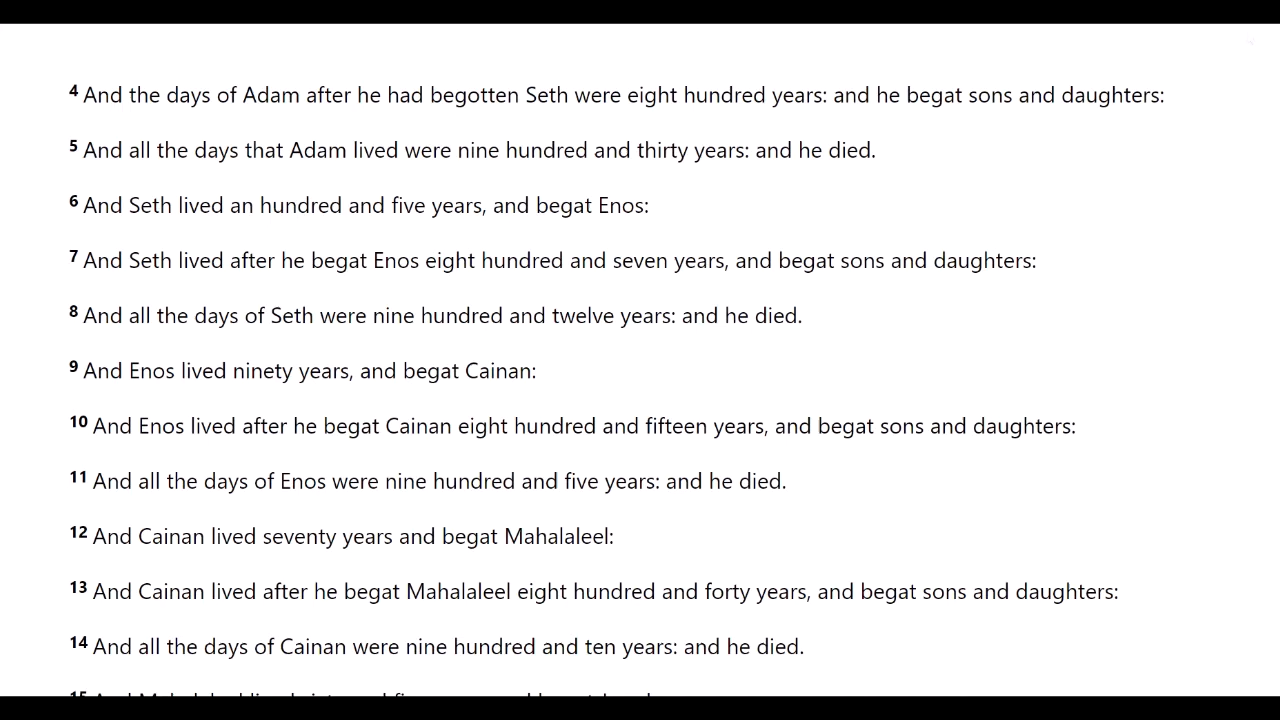 4 And the days of Adam after he had begotten Seth were eight hundred years: and he begat sons and daughters:
5 And all the days that Adam lived were nine hundred and thirty years: and he died.
6 And Seth lived an hundred and five years, and begat Enos:
7 And Seth lived after he begat Enos eight hundred and seven years, and begat sons and daughters:
8 And all the days of Seth were nine hundred and twelve years: and he died.
9 And Enos lived ninety years, and begat Cainan:
10 And Enos lived after he begat Cainan eight hundred and fifteen years, and begat sons and daughters:
11 And all the days of Enos were nine hundred and five years: and he died.
12 And Cainan lived seventy years and begat Mahalaleel:
13 And Cainan lived after he begat Mahalaleel eight hundred and forty years, and begat sons and daughters:
14 And all the days of Cainan were nine hundred and ten years: and he died.